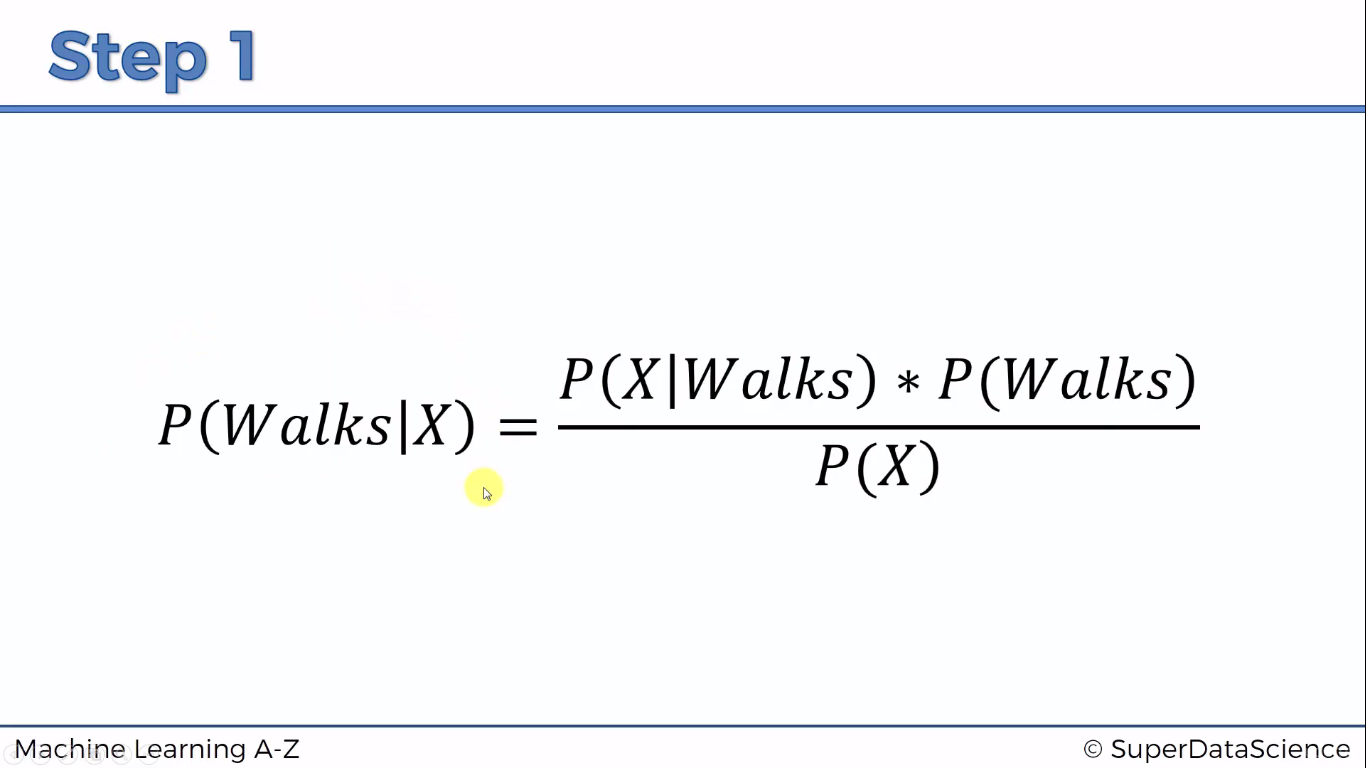 Step 1
P(X|Walks) * P(Walks)
P(Walks|X) =
P(X)
Machine Learning A-Z
© SuperDataScience